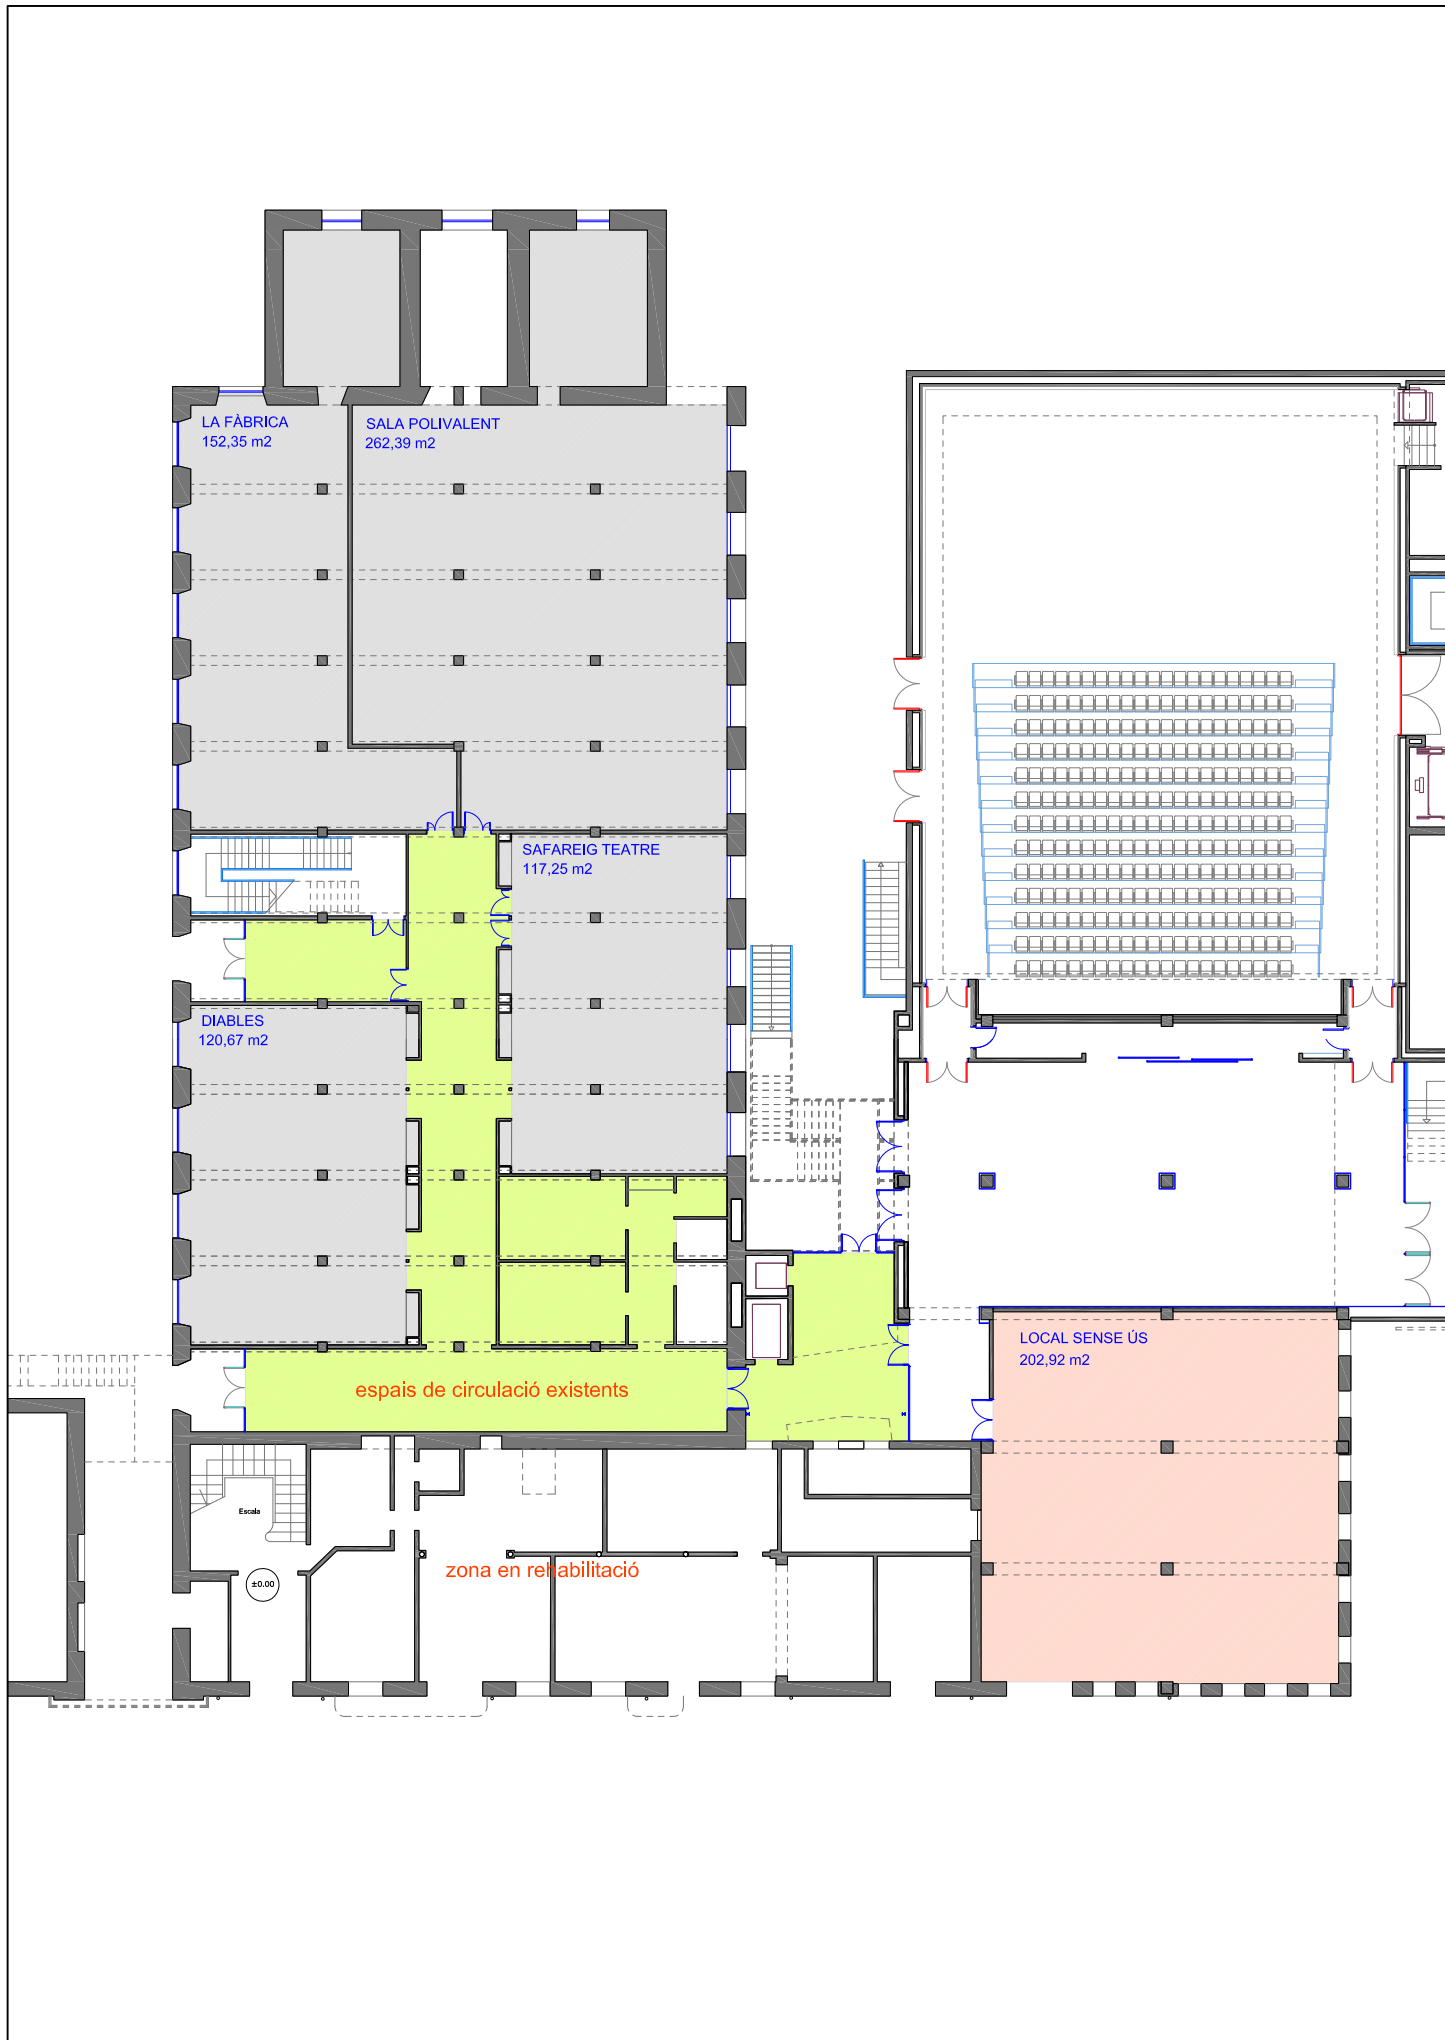 LA FÀBRICA
152,35 m2
SALA POLIVALENT
262,39 m2
SAFAREIG TEATRE
117,25 m2
DIABLES
120,67 m2
LOCAL SENSE ÚS
202,92 m2
espais de circulació existents
Escala
zona en rehabilitació
±0.00